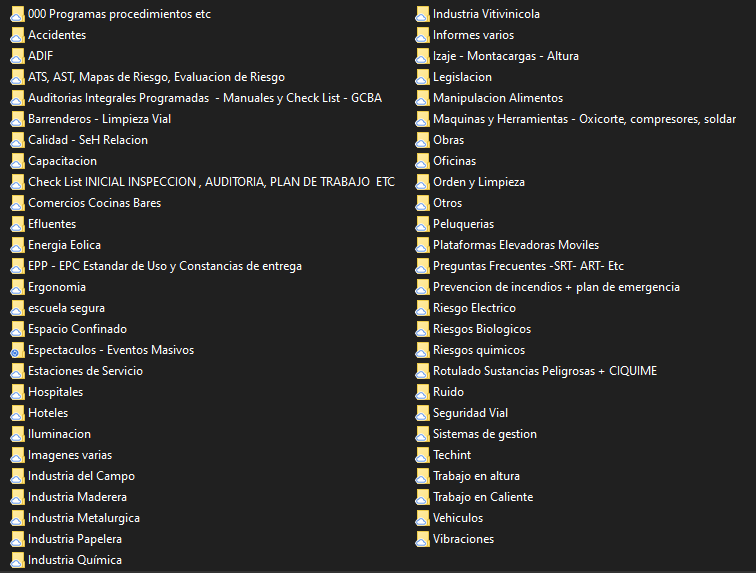 000 Programas procedimientos etc
Accidentes
ADIF
ATS, AST, Mapas de Riesgo, Evaluacion de Riesgo
Auditorias Integrales Programadas - Manuales y Check List - GCBA
Barrenderos - Limpieza Vial
Calidad - SeH Relacion
Capacitacion
Check List INICIAL INSPECCION , AUDITORIA, PLAN DE TRABAJO ETC
Comercios Cocinas Bares
Efluentes
Energia Eolica
EPP - EPC Estandar de Uso y Constancias de entrega
Ergonomia
escuela segura
Espacio Confinado
Espectaculos - Eventos Masivos
Estaciones de Servicio
Hospitales
Hoteles
Iluminacion
Imagenes varias
Industria del Campo
Industria Maderera
Industria Metalurgica
Industria Papelera
Industria Química
Industria Vitivinicola
Informes varios
Izaje - Montacargas - Altura
Legislacion
Manipulacion Alimentos
Maquinas y Herramientas - Oxicorte, compresores, soldar
Obras
Oficinas
Orden y Limpieza
Otros
Peluquerias
Plataformas Elevadoras Moviles
Preguntas Frecuentes -SRT- ART- Etc
Prevencion de incendios + plan de emergencia
Riesgo Electrico
Riesgos Biologicos
Riesgos quimicos
Rotulado Sustancias Peligrosas + CIQUIME
Ruido
Seguridad Vial
Sistemas de gestion
Techint
Trabajo en altura
Trabajo en Caliente
Vehiculos
Vibraciones